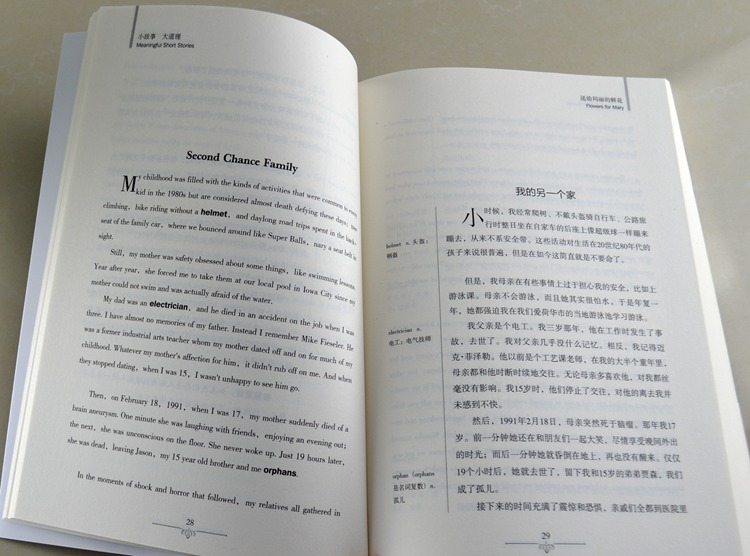 小故事 大道理
Meaningful Short Stories
Second Chance Family
My childhood was filled with the kinds of activities that were common to every
kid in the 1980s but are considered almost death defying these days: tree
climbing, bike riding without a helmet, and daylong road trips spent in the back-
seat of the family car, where we bounced around like Super Balls, nary a seat belt in
sight.
Still, my mother was safety obsessed about some things, like swimming lessons.
Year after year, she forced me to take them at our local pool in Iowa City since my
mother could not swim and was actually afraid of the water.
My dad was an electrician, and he died in an accident on the job when I was
three. I have almost no memories of my father. Instead I remember Mike Fieseler. He
was a former industrial arts teacher whom my mother dated off and on for much of my
childhood. Whatever my mother's affection for him, it didn't rub off on me. And when
they stopped dating, when I was 15, I wasn't unhappy to see him go.
Then, on February 18, 1991, when I was 17, my mother suddenly died of a
brain aneurysm. One minute she was laughing with friends, enjoying an evening out;
the next, she was unconscious on the floor. She never woke up. Just 19 hours later,
she was dead, leaving Jason, my 15 year old brother and me orphans.
In the moments of shock and horror that followed, my relatives all gathered in
28
送给玛丽的鲜花
Flowers for Mary
我的另一个家
小时候，我经常爬树、不戴头盔骑自行车、公路旅
行时整日坐在自家车的后座上像超级球一样蹦来
蹦去，从来不系安全带。这些活动对生活在20世纪80年代的
孩子来说很普遍，但是在如今这简直就是不要命了。
helmet n. 头盔；
钢盔
但是，我母亲在有些事情上过于担心我的安全，比如上
游泳课。母亲不会游泳，而且她其实很怕水，于是年复一
年，她都强迫我在我们爱荷华市的当地游泳池学习游泳。
我父亲是个电工。我三岁那年，他在工作时发生了事
故，去世了。我对父亲几乎没什么记忆。相反，我记得迈
克·菲泽勒。他以前是个工艺课老师，在我的大半个童年里，
母亲都和他时断时续地交往。无论母亲多喜欢他，对我都丝
毫没有影响。我15岁时，他们停止了交往，对他的离去我并
未感到不快。
electrician n.
电工；电气技师
然后，1991年2月18日，母亲突然死于脑瘤。那年我17
岁。前一分钟她还在和朋友们一起大笑，尽情享受晚间外出
的时光；而后一分钟她就昏倒在地上，再也没有醒来。仅仅
19个小时后，她就去世了，留下我和15岁的弟弟贾森，我们
成了孤儿。
orphan (orphans
是名词复数) n.
孤儿
接下来的时间充满了震惊和恐惧，亲戚们全都到医院里
29